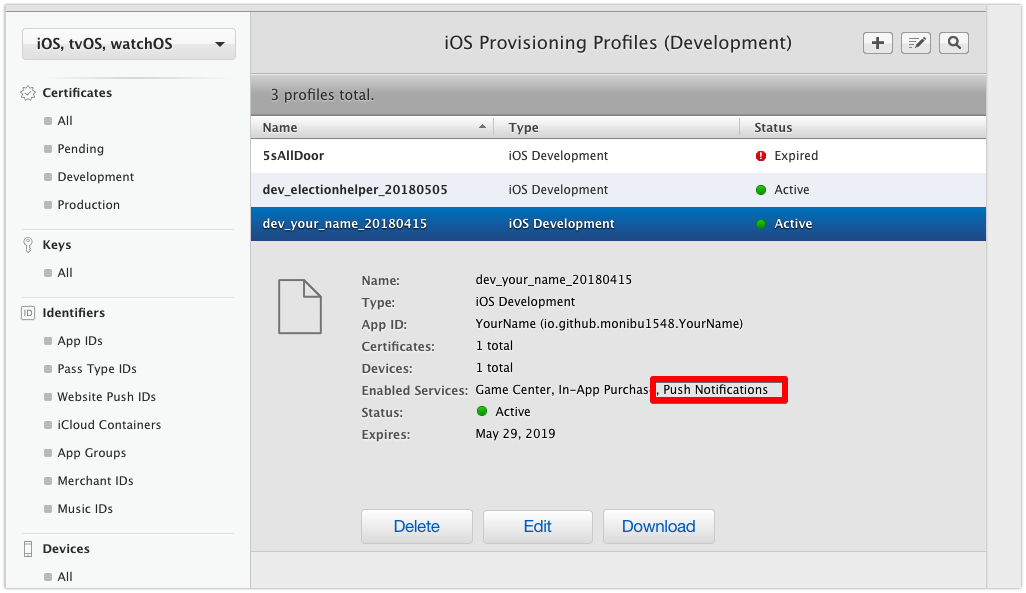 iOS, tvOS, watchOS
iOS Provisioning Profiles (Development)
Certificates
All
Pending
Development
Production
Keys
All
ID Identifiers
App IDs
Pass Type IDs
Website Push IDs
iCloud Containers
App Groups
Merchant IDs
Music IDs
Devices
All
3 profiles total.
Name Type Status
5sAllDoor iOS Development Expired
dev_electionhelper_20180505 iOS Development Active
dev_your_name_20180415 iOS Development Active
Name: dev_your_name_20180415
Type: iOS Development
App ID: YourName (io.github.monibu1548.YourName)
Certificates: 1 total
Devices: 1 total
Enabled Services: Game Center, In-App Purchas , Push Notifications
Status: Active
Expires: May 29, 2019
Delete Edit Download